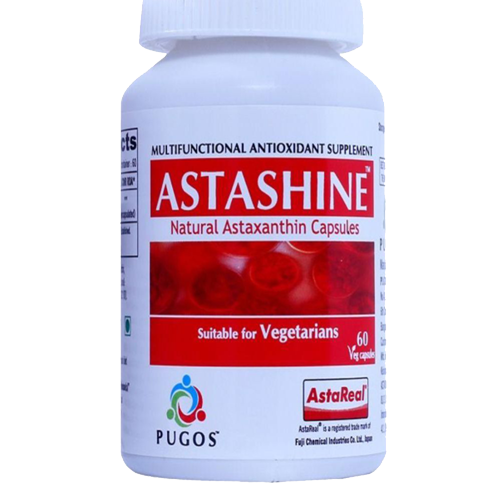 MULTIFUNCTIONAL ANTIOXIDANT SUPPLEMENT
ASTASHINE™
Natural Astaxanthin Capsules
Suitable for Vegetarians
60
Veg capsules
PUGOS™
AstaReal®
AstaReal® is a registered trade mark of
Fuji Chemical Industries Co. Ltd., Japan